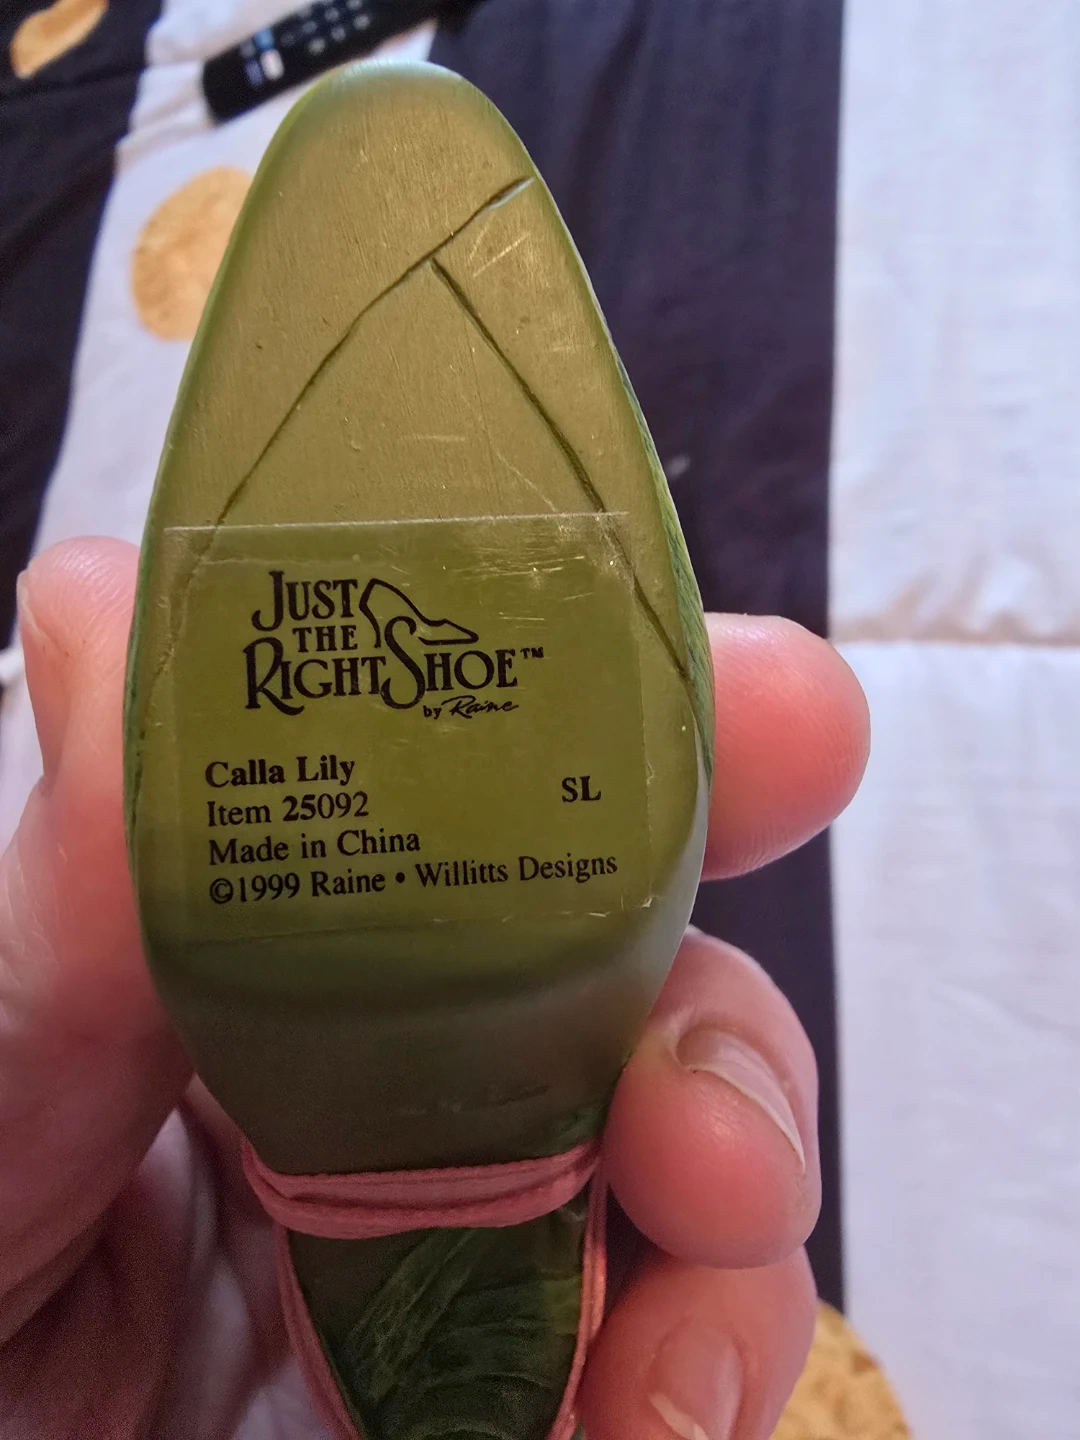 JUST
THE
RIGHT SHOE™
by Raine
Calla Lily
Item 25092
SL
Made in China
©1999 Raine • Willitts Designs